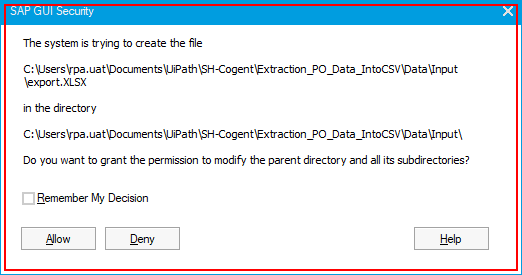 SAP GUI Security
The system is trying to create the file
C:\Users\rpa.uat\Documents\UiPath\SH-Cogent\Extraction_PO_Data_IntoCSV\Data\Input
\export.XLSX
in the directory
C:\Users\rpa.uat\Documents\UiPath\SH-Cogent\Extraction_PO_Data_IntoCSV\Data\Input\
Do you want to grant the permission to modify the parent directory and all its subdirectories?
Remember My Decision
Allow
Deny
Help